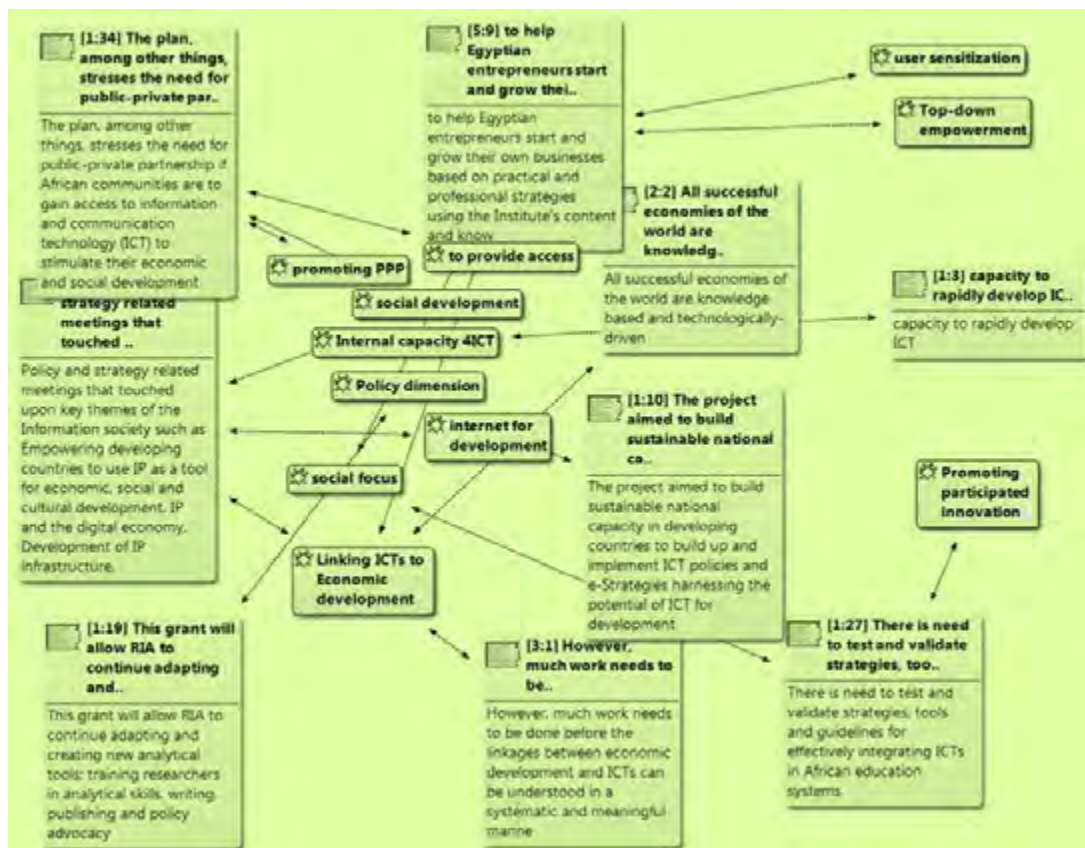 [1:34] The plan,
among other things,
stresses the need for
public-private par..
The plan, among other
things, stresses the need for
public-private partnership if
African communities are to
gain access to information
and communication
technology (ICT) to
stimulate their economic
and social development
[5:9] to help
Egyptian
entrepreneurs start
and grow thei..
to help Egyptian
entrepreneurs start and
grow their own businesses
based on practical and
professional strategies
using the Institute's content
and know
user sensitization
Top-down
empowerment
[2:2] All successful
economies of the
world are
knowledg..
All successful economies of
the world are knowledge
based and technologically-
driven
[1:3] capacity to
rapidly develop IC..
capacity to rapidly develop
ICT
promoting PPP
to provide access
social development
Internal capacity 4ICT
Policy dimension
internet for
development
social focus
Linking ICTs to
Economic
development
strategy related
meetings that
touched ..
Policy and strategy related
meetings that touched
upon key themes of the
Information society such as
Empowering developing
countries to use IP as a tool
for economic, social and
cultural development, IP
and the digital economy,
Development of IP
infrastructure,
[1:10] The project
aimed to build
sustainable national
ca..
The project aimed to build
sustainable national
capacity in developing
countries to build up and
implement ICT policies and
e-Strategies harnessing the
potential of ICT for
development
Promoting
participated
innovation
[1:19] This grant will
allow RIA to
continue adapting
and..
This grant will allow RIA to
continue adapting and
creating new analytical
tools; training researchers
in analytical skills, writing,
publishing and policy
advocacy
[3:1] However,
much work needs to
be..
However, much work needs
to be done before the
linkages between economic
development and ICTs can
be understood in a
systematic and meaningful
manne
[1:27] There is need
to test and validate
strategies, too..
There is need to test and
validate strategies, tools
and guidelines for
effectively integrating ICTs
in African education
systems